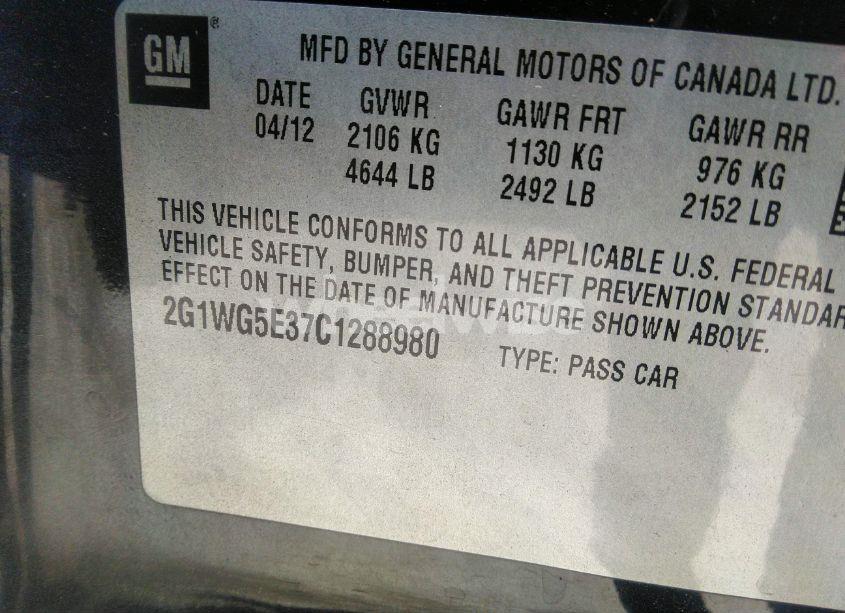 GM ®
MFD BY GENERAL MOTORS OF CANADA LTD.
DATE GVWR GAWR FRT GAWR RR
04/12 2106 KG 1130 KG 976 KG
4644 LB 2492 LB 2152 LB
THIS VEHICLE CONFORMS TO ALL APPLICABLE U.S. FEDERAL
VEHICLE SAFETY, BUMPER, AND THEFT PREVENTION STANDAR
EFFECT ON THE DATE OF MANUFACTURE SHOWN ABOVE.
2G1WG5E37C1288980 TYPE: PASS CAR